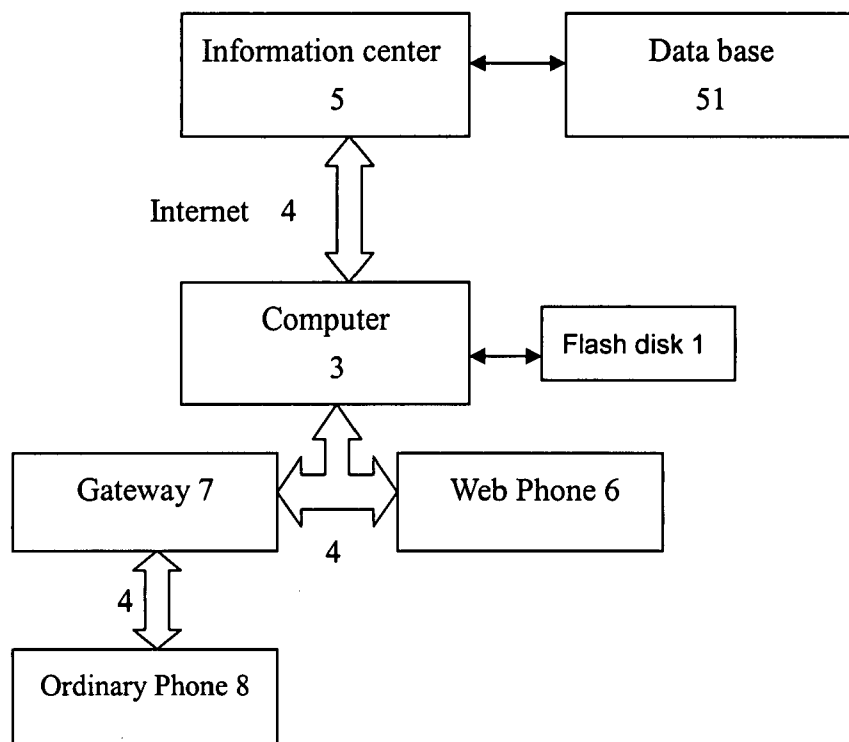 Information center
5
Data base
51
Internet 4
Computer
3
Flash disk 1
Gateway 7
Web Phone 6
4
4
Ordinary Phone 8